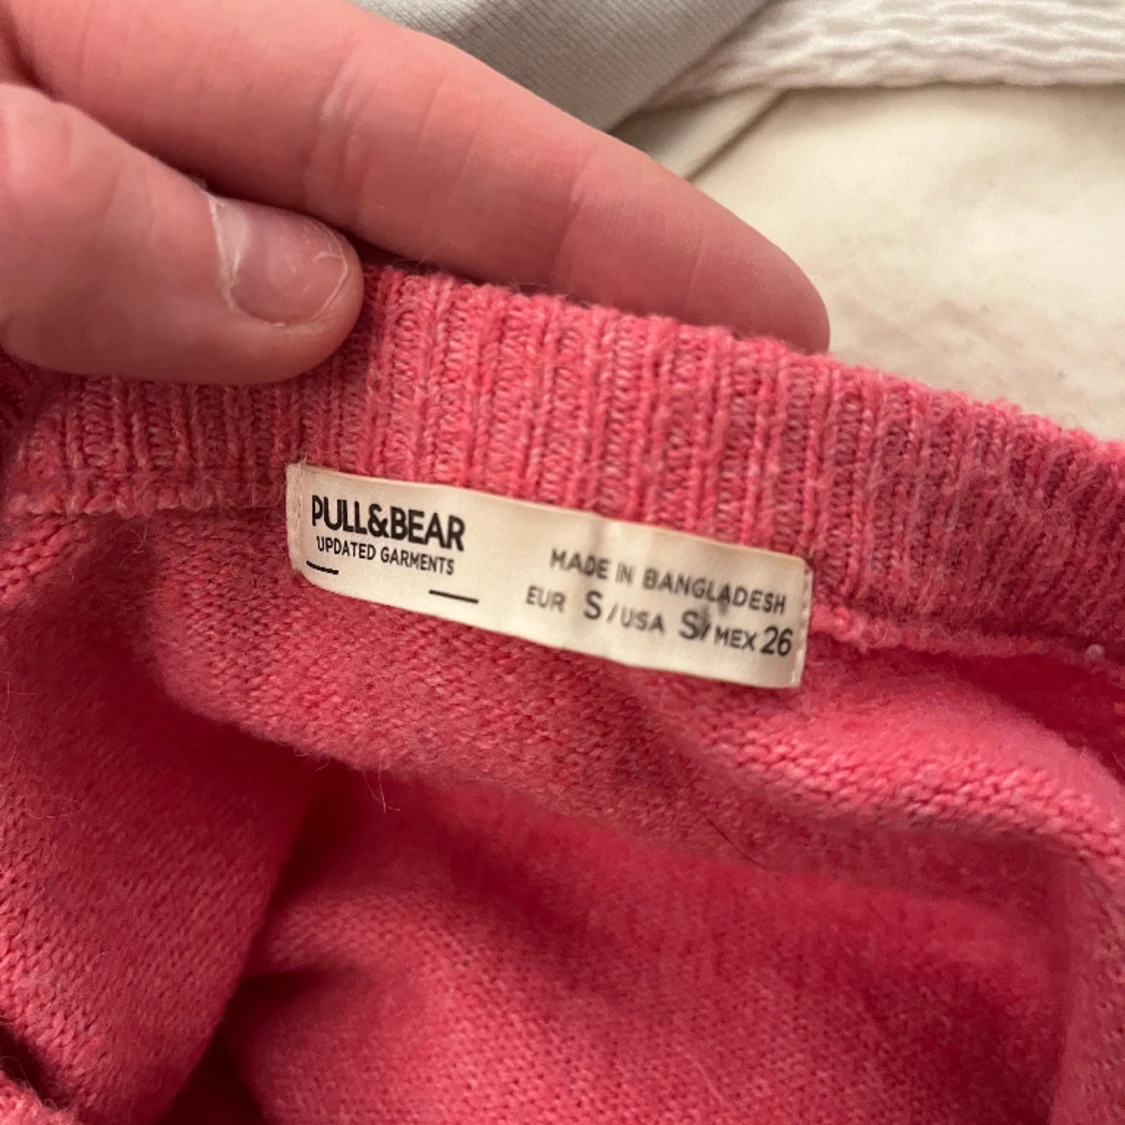 PULL&BEAR
UPDATED GARMENTS
MADE IN BANGLADESH
EUR S/USA S/MEX 26